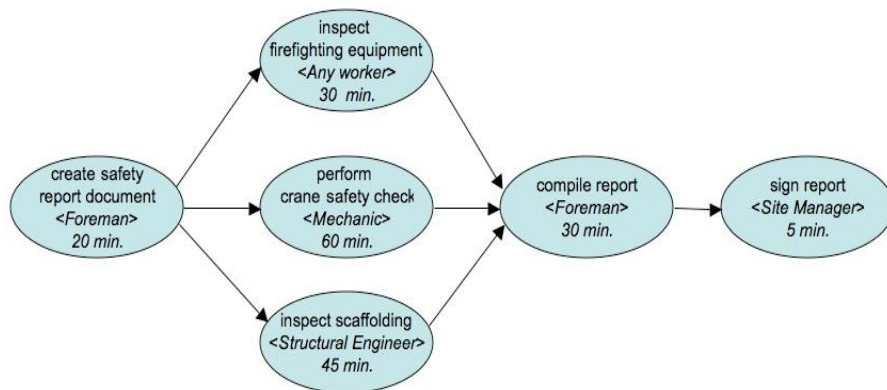 inspect
firefighting equipment
<Any worker>
30 min.
create safety
report document
<Foreman>
20 min.
perform
crane safety check
<Mechanic>
60 min.
compile report
<Foreman>
30 min.
sign report
<Site Manager>
5 min.
inspect scaffolding
<Structural Engineer>
45 min.